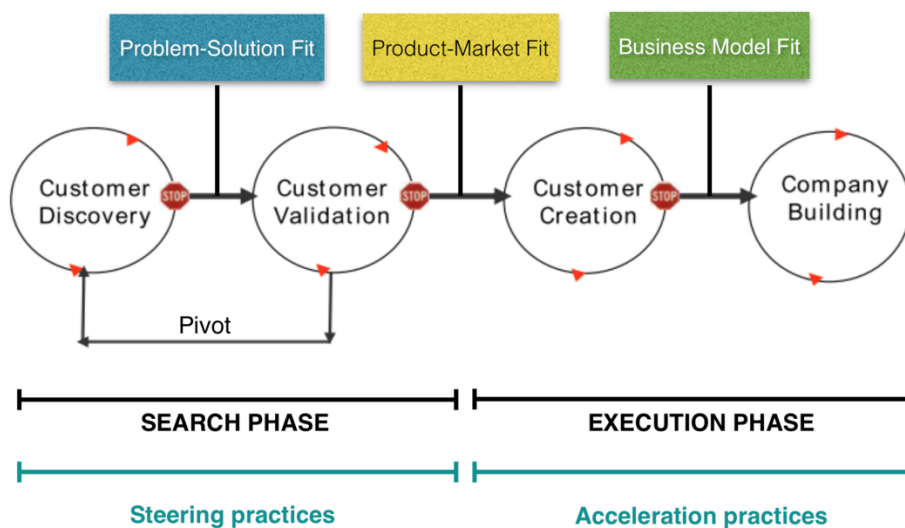 Problem-Solution Fit
Product-Market Fit
Business Model Fit
Customer
Discovery
STOP
Customer
Validation
STOP
Customer
Creation
STOP
Company
Building
Pivot
SEARCH PHASE
EXECUTION PHASE
Steering practices
Acceleration practices